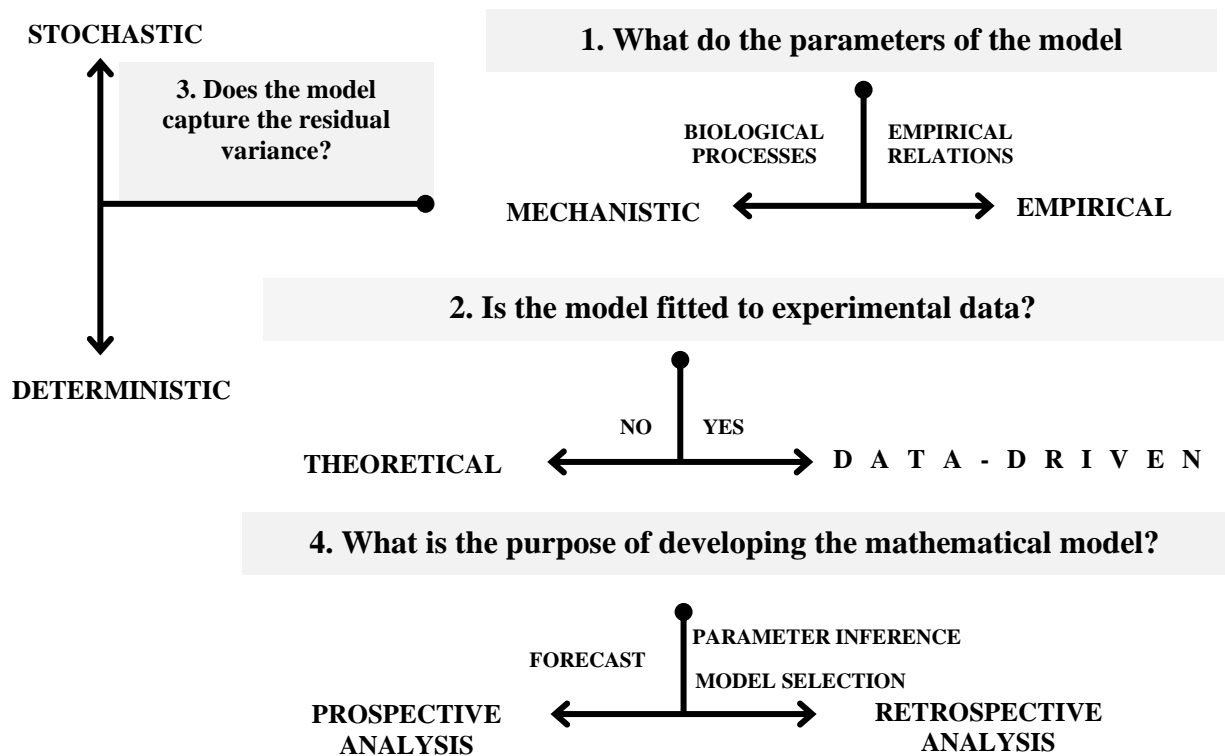 STOCHASTIC
3. Does the model
capture the residual
variance?
DETERMINISTIC
1. What do the parameters of the model
BIOLOGICAL
PROCESSES
EMPIRICAL
RELATIONS
MECHANISTIC
EMPIRICAL
2. Is the model fitted to experimental data?
NO
YES
THEORETICAL
D A T A - D R I V E N
4. What is the purpose of developing the mathematical model?
FORECAST
PARAMETER INFERENCE
MODEL SELECTION
PROSPECTIVE
ANALYSIS
RETROSPECTIVE
ANALYSIS